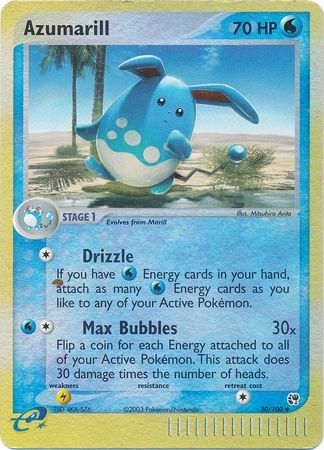 Azumarill 70 HP
Illus. Mitsuhiro Arita
STAGE 1
Evolves from Marill
Drizzle
If you have Energy cards in your hand,
attach as many Energy cards as you
like to any of your Active Pokémon.
Max Bubbles 30x
Flip a coin for each Energy attached to
all of your Active Pokémon. This attack does
30 damage times the number of heads.
weakness resistance retreat cost
©2003 Pokémon/Nintendo 30/100
e